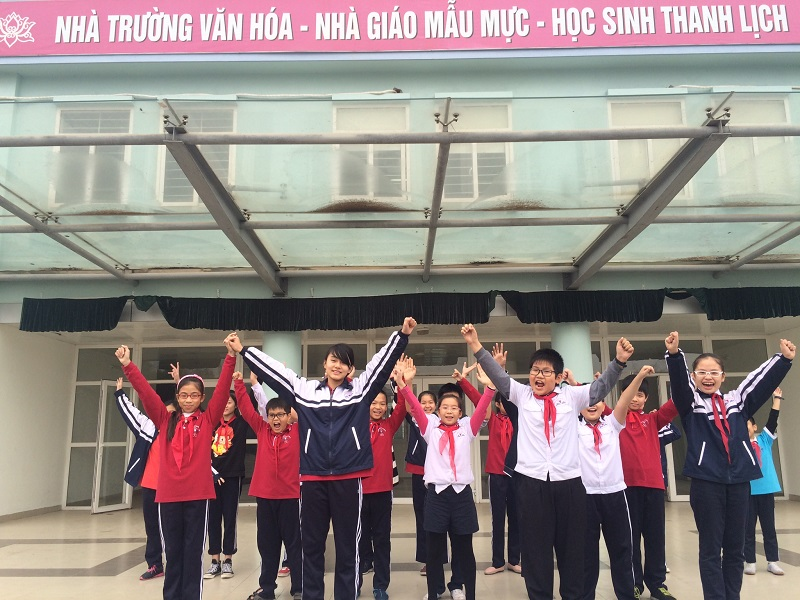 NHÀ TRƯỜNG VĂN HÓA - NHÀ GIÁO MẪU MỰC - HỌC SINH THANH LỊCH